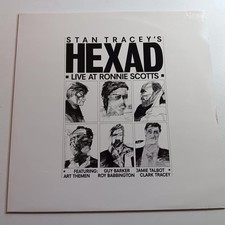 STAN TRACEY'S
HEXAD
▪ LIVE AT RONNIE SCOTTS ▪
▪ FEATURING: GUY BARKER JAMIE TALBOT
ART THEMEN ROY BABBINGTON CLARK TRACEY